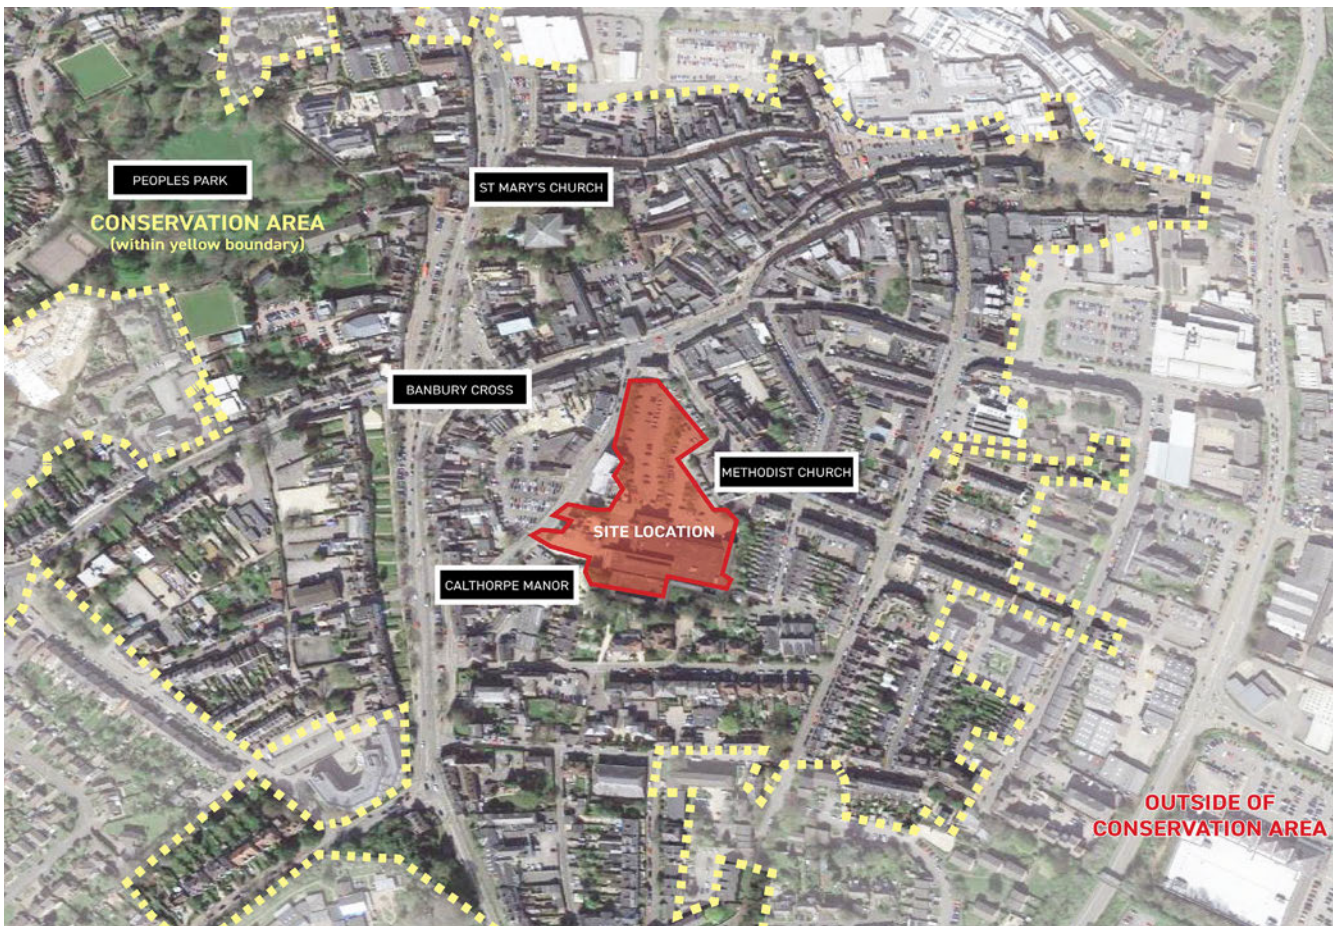 PEOPLES PARK
ST MARY'S CHURCH
CONSERVATION AREA
(within yellow boundary)
BANBURY CROSS
METHODIST CHURCH
SITE LOCATION
CALTHORPE MANOR
OUTSIDE OF
CONSERVATION AREA